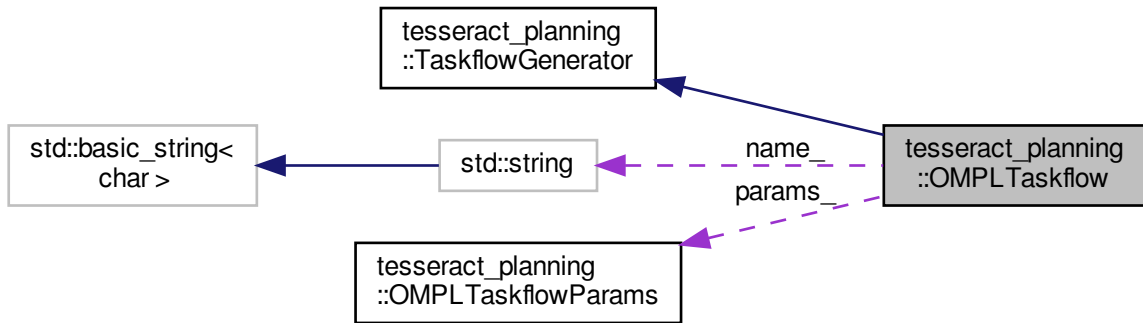 tesseract_planning
::TaskflowGenerator
std::basic_string<
char >
std::string
name_
params_
tesseract_planning
::OMPLTaskflow
tesseract_planning
::OMPLTaskflowParams